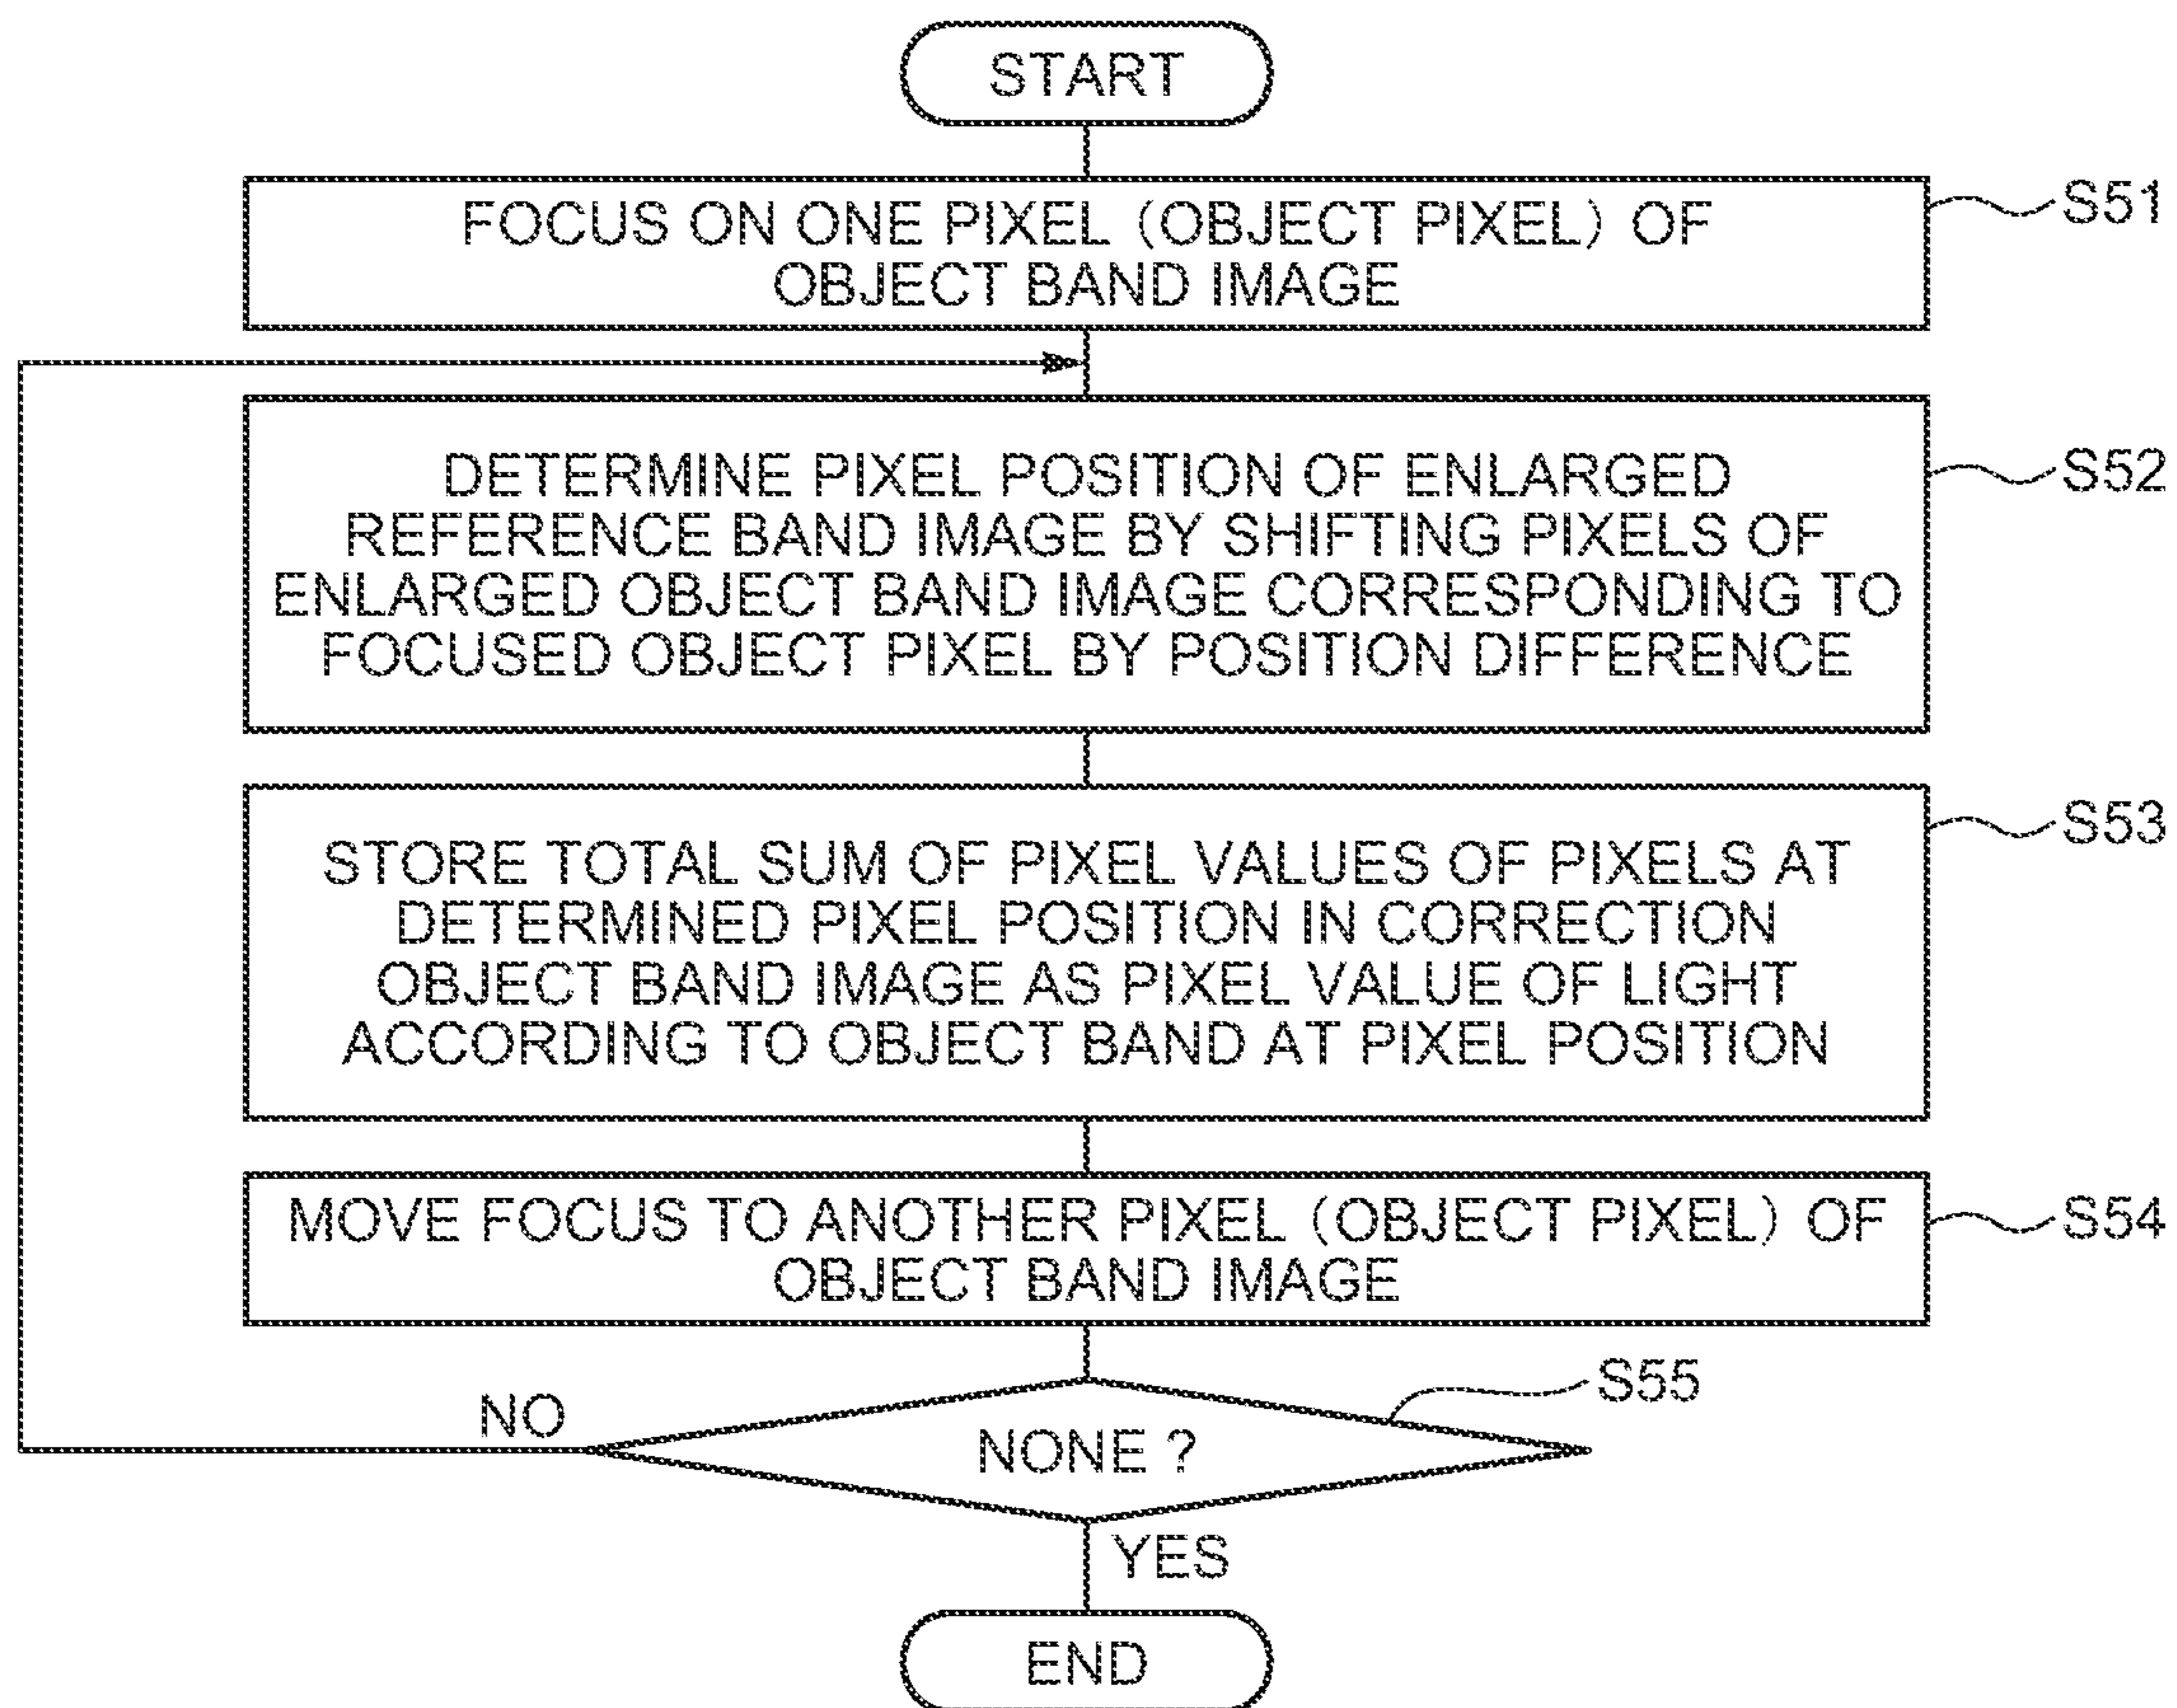 START
FOCUS ON ONE PIXEL (OBJECT PIXEL) OF
OBJECT BAND IMAGE
S51
DETERMINE PIXEL POSITION OF ENLARGED
REFERENCE BAND IMAGE BY SHIFTING PIXELS OF
ENLARGED OBJECT BAND IMAGE CORRESPONDING TO
FOCUSED OBJECT PIXEL BY POSITION DIFFERENCE
S52
STORE TOTAL SUM OF PIXEL VALUES OF PIXELS AT
DETERMINED PIXEL POSITION IN CORRECTION
OBJECT BAND IMAGE AS PIXEL VALUE OF LIGHT
ACCORDING TO OBJECT BAND AT PIXEL POSITION
S53
MOVE FOCUS TO ANOTHER PIXEL (OBJECT PIXEL) OF
OBJECT BAND IMAGE
S54
S55
NO
NONE ?
YES
END